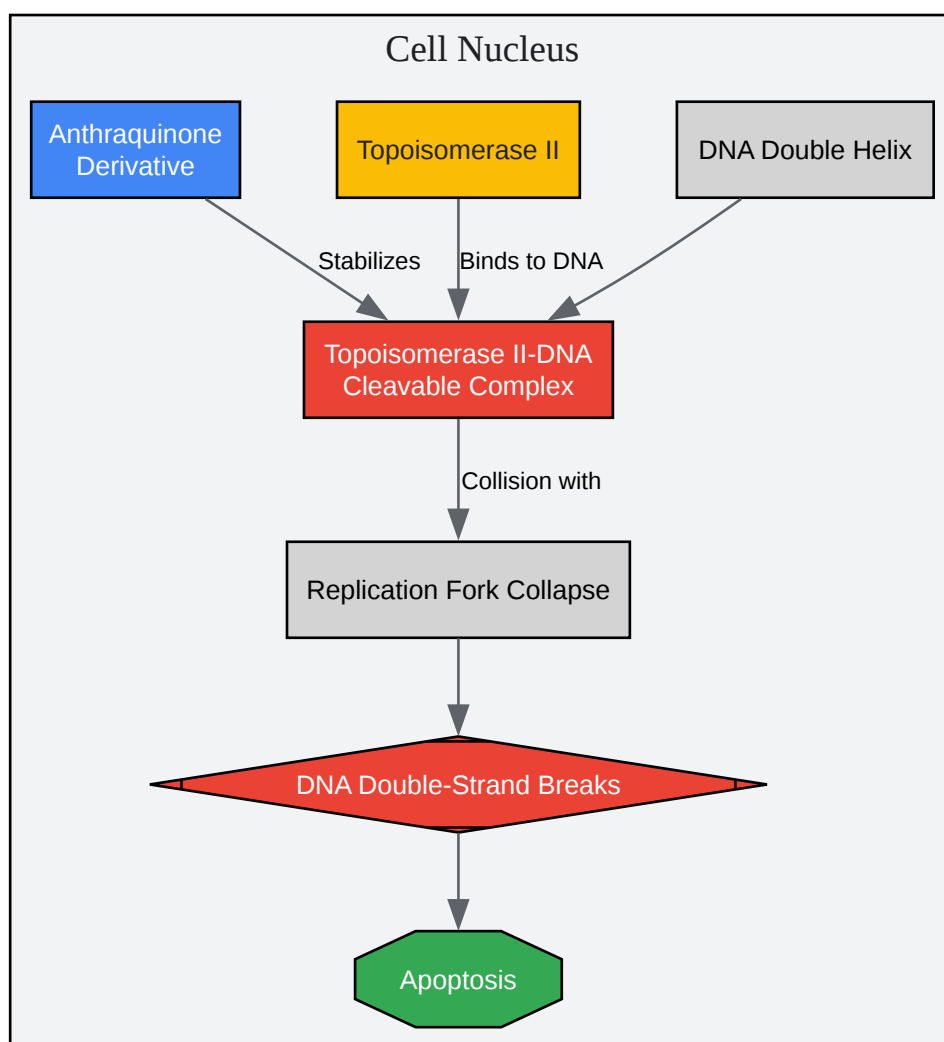 Cell Nucleus
Anthraquinone
Derivative
Topoisomerase II
DNA Double Helix
Stabilizes
Binds to DNA
Topoisomerase II-DNA
Cleavable Complex
Collision with
Replication Fork Collapse
DNA Double-Strand Breaks
Apoptosis